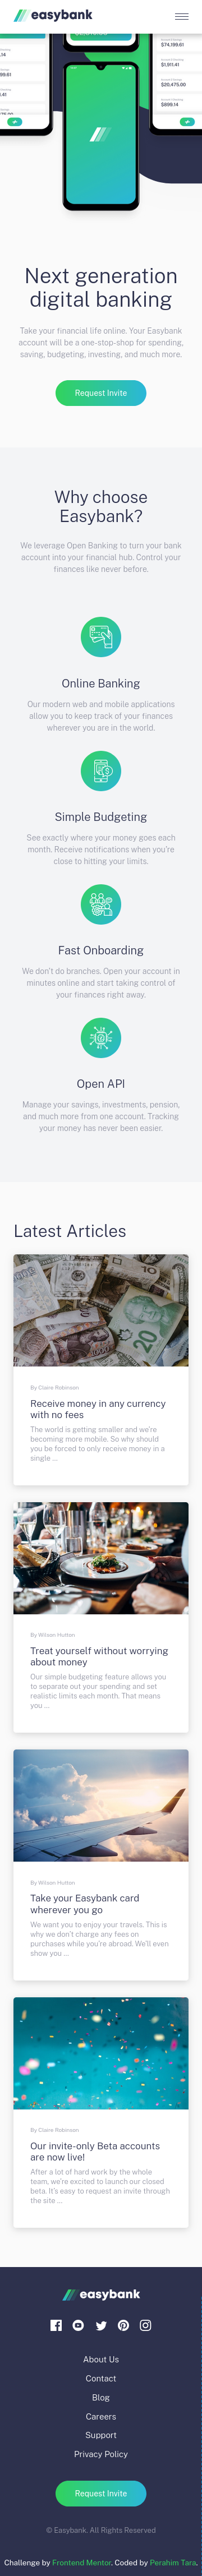 easybank
$74,199.61
$1,911.41
$20,473.00
$899.14
Next generation
digital banking
Take your financial life online. Your Easybank
account will be a one-stop-shop for spending,
saving, budgeting, investing, and much more.
Request Invite
Why choose
Easybank?
We leverage Open Banking to turn your bank
account into your financial hub. Control your
finances like never before.
Online Banking
Our modern web and mobile applications
allow you to keep track of your finances
wherever you are in the world.
Simple Budgeting
See exactly where your money goes each
month. Receive notifications when you're
close to hitting your limits.
Fast Onboarding
We don't do branches. Open your account in
minutes online and start taking control of
your finances right away.
Open API
Manage your savings, investments, pension,
and much more from one account. Tracking
your money has never been easier.
Latest Articles
By Claire Robinson
Receive money in any currency
with no fees
The world is getting smaller and we're
becoming more mobile. So why should
you be forced to only receive money in a
single ...
By Wilson Hutton
Treat yourself without worrying
about money
Our simple budgeting feature allows you
to separate out your spending and set
realistic limits each month. That means
you ...
By Wilson Hutton
Take your Easybank card
wherever you go
We want you to enjoy your travels. This is
why we don't charge any fees on
purchases while you're abroad. We'll even
show you ...
By Claire Robinson
Our invite-only Beta accounts
are now live!
After a lot of hard work by the whole
team, we're excited to launch our closed
beta. It's easy to request an invite through
the site ...
easybank
About Us
Contact
Blog
Careers
Support
Privacy Policy
Request Invite
© Easybank. All Rights Reserved
Challenge by Frontend Mentor. Coded by Perahim Tara.